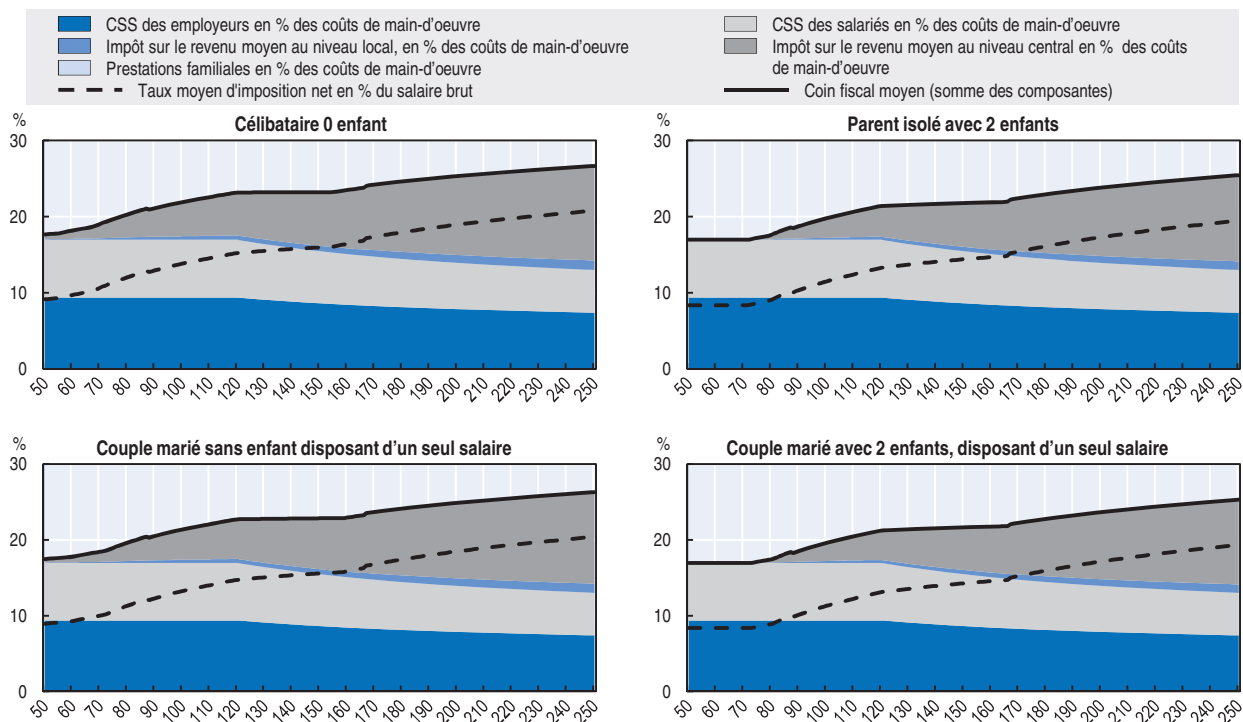 CSS des employeurs en % des coûts de main-d'oeuvre
CSS des salariés en % des coûts de main-d'oeuvre
Impôt sur le revenu moyen au niveau local, en % des coûts de main-d'oeuvre
Impôt sur le revenu moyen au niveau central en % des coûts
de main-d'oeuvre
Prestations familiales en % des coûts de main-d'oeuvre
Taux moyen d'imposition net en % du salaire brut
Coin fiscal moyen (somme des composantes)
Célibataire 0 enfant
%
30
20
10
0
50 60 70 80 90 100 110 120 130 140 150 160 170 180 190 200 210 220 230 240 250
Parent isolé avec 2 enfants
%
30
20
10
0
50 60 70 80 90 100 110 120 130 140 150 160 170 180 190 200 210 220 230 240 250
Couple marié sans enfant disposant d'un seul salaire
%
30
20
10
0
50 60 70 80 90 100 110 120 130 140 150 160 170 180 190 200 210 220 230 240 250
Couple marié avec 2 enfants, disposant d'un seul salaire
%
30
20
10
0
50 60 70 80 90 100 110 120 130 140 150 160 170 180 190 200 210 220 230 240 250